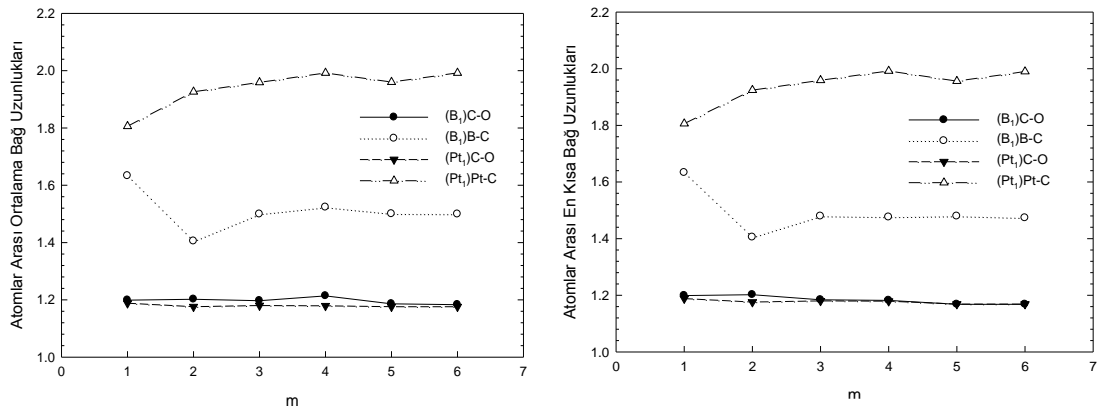 Atomlar Arası Ortalama Bağ Uzunlukları
2.2
2.0
1.8
1.6
1.4
1.2
1.0
(B₁)C-O
(B₁)B-C
(Pt₁)C-O
(Pt₁)Pt-C
0 1 2 3 4 5 6 7
m
Atomlar Arası En Kısa Bağ Uzunlukları
2.2
2.0
1.8
1.6
1.4
1.2
1.0
(B₁)C-O
(B₁)B-C
(Pt₁)C-O
(Pt₁)Pt-C
0 1 2 3 4 5 6 7
m